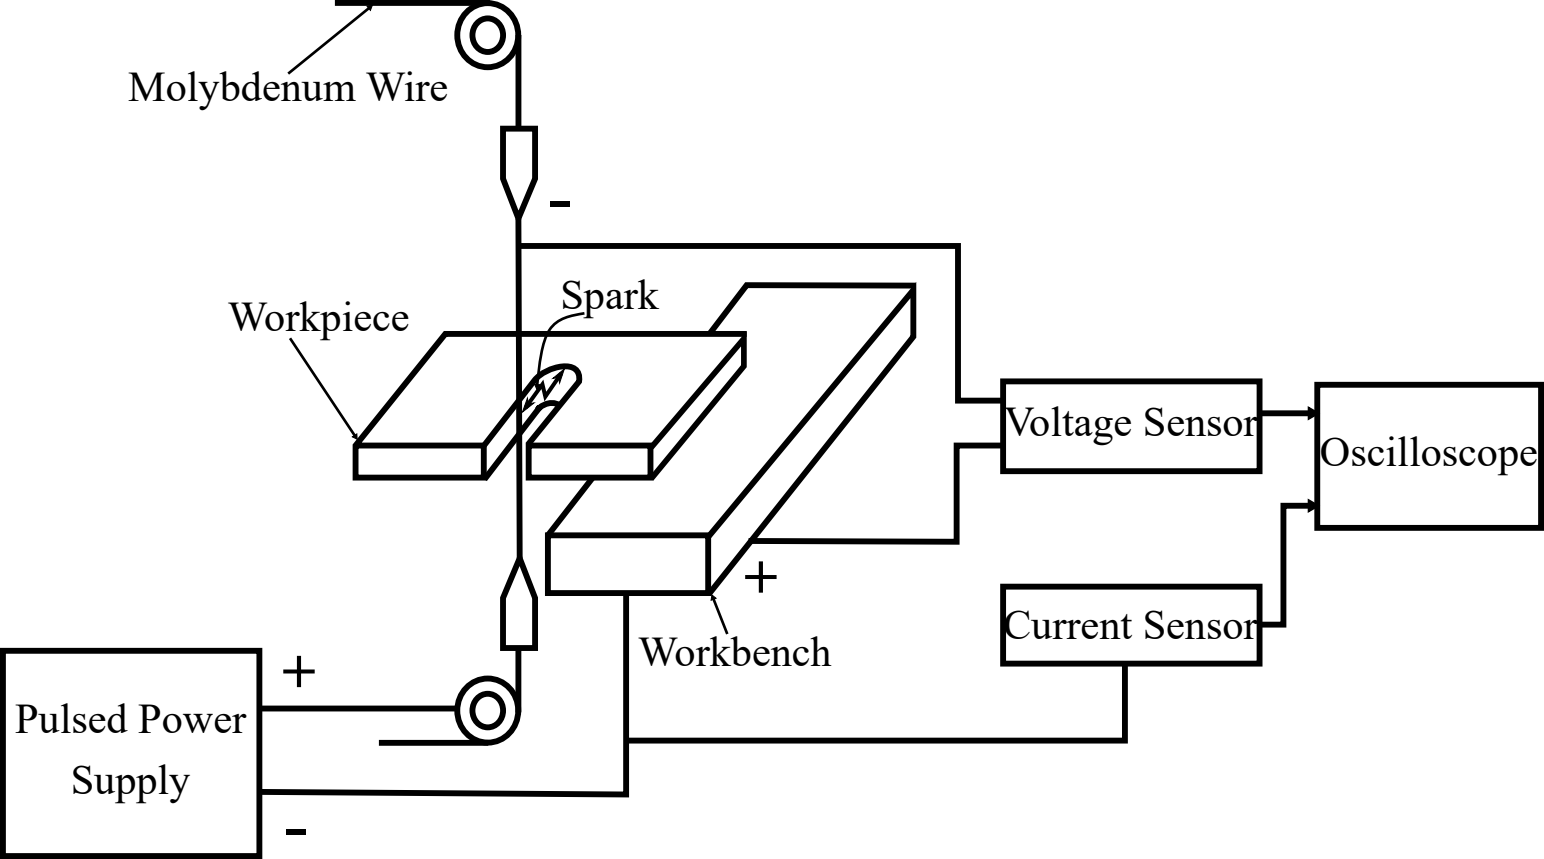 Molybdenum Wire
-
Spark
Workpiece
Voltage Sensor
Oscilloscope
+
Current Sensor
Workbench
+
Pulsed Power
Supply
-